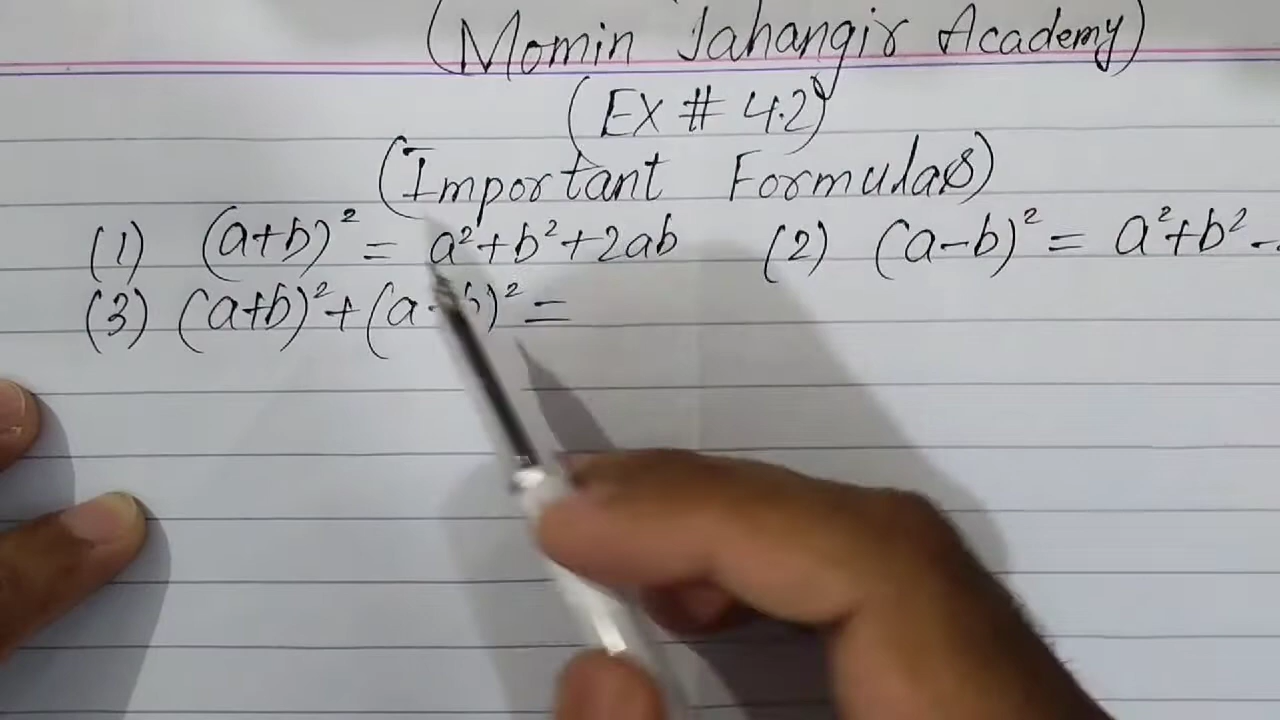 (Momin Jahangir Academy)
(EX # 4.2)
(Important Formulas)
(1) (a+b)² = a²+b²+2ab (2) (a-b)² = a²+b² -
(3) (a+b)²+(a-b)² =